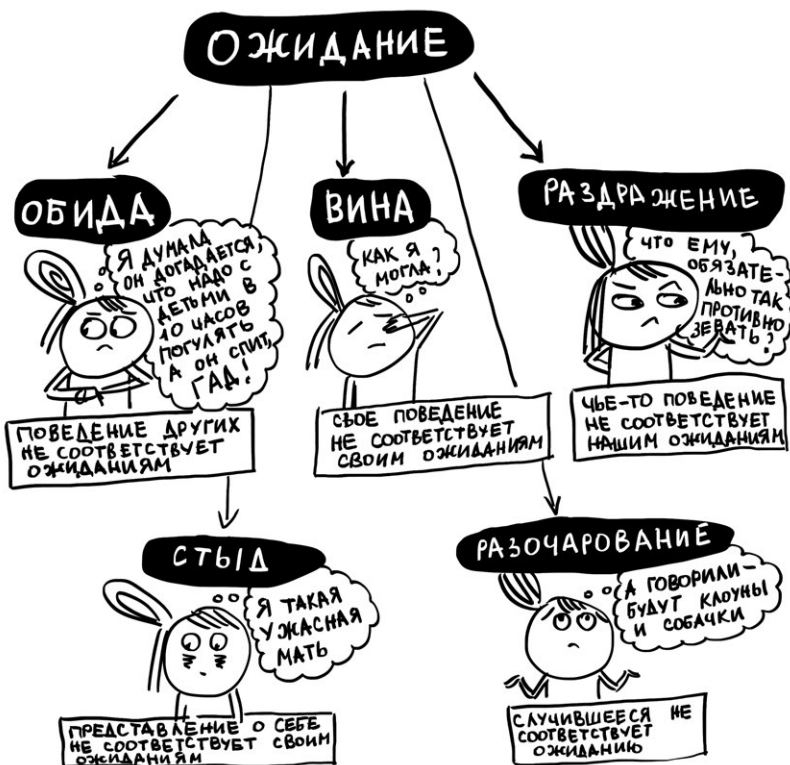 ОЖИДАНИЕ
ОБИДА
Я ДУМАЛА
ОН ДОГАДАЕТСЯ,
ЧТО НАДО С
ДЕТЬМИ В
10 ЧАСОВ
ПОГУЛЯТЬ
А ОН СПИТ,
ГАД!
ПОВЕДЕНИЕ ДРУГИХ
НЕ СООТВЕТСТВУЕТ
ОЖИДАНИЯМ
ВИНА
КАК Я
МОГЛА?
СВОЕ ПОВЕДЕНИЕ
НЕ СООТВЕТСТВУЕТ
СВОИМ ОЖИДАНИЯМ
РАЗДРАЖЕНИЕ
ЧТО ЕМУ,
ОБЯЗАТЕ-
ЛЬНО ТАК
ПРОТИВНО
ЗЕВАТЬ?
ЧЬЕ-ТО ПОВЕДЕНИЕ
НЕ СООТВЕТСТВУЕТ
НАШИМ ОЖИДАНИЯМ
СТЫД
Я ТАКАЯ
УЖАСНАЯ
МАТЬ
ПРЕДСТАВЛЕНИЕ О СЕБЕ
НЕ СООТВЕТСТВУЕТ СВОИМ
ОЖИДАНИЯМ
РАЗОЧАРОВАНИЕ
А ГОВОРИЛИ-
БУДУТ КЛОУНЫ
И СОБАЧКИ
СЛУЧИВШЕЕСЯ НЕ
СООТВЕТСТВУЕТ
ОЖИДАНИЮ